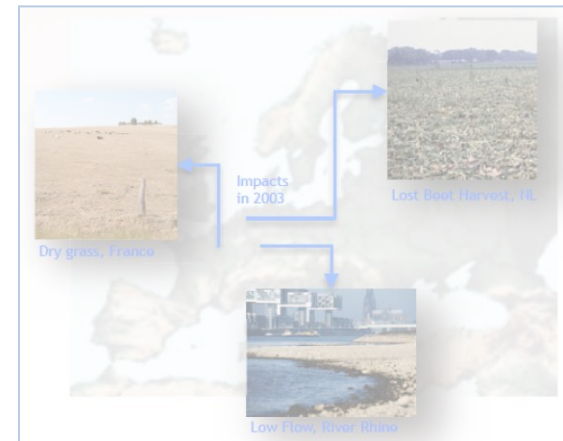 Impacts
in 2003
Lost Beet Harvest, NL
Dry grass, France
Low Flow, River Rhine